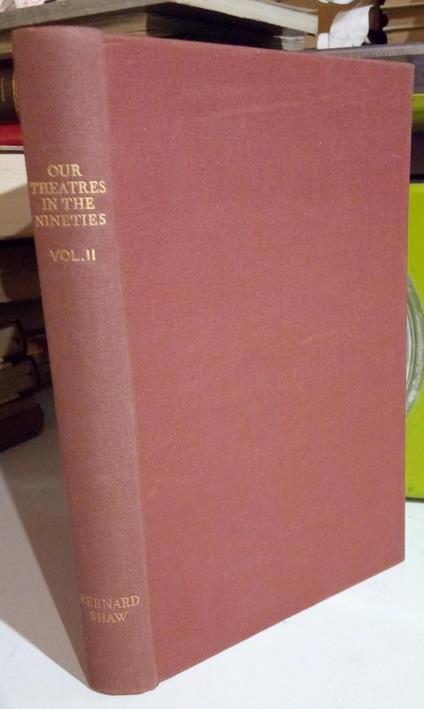 OUR
THEATRES
IN THE
NINETIES
VOL. II
BERNARD
SHAW